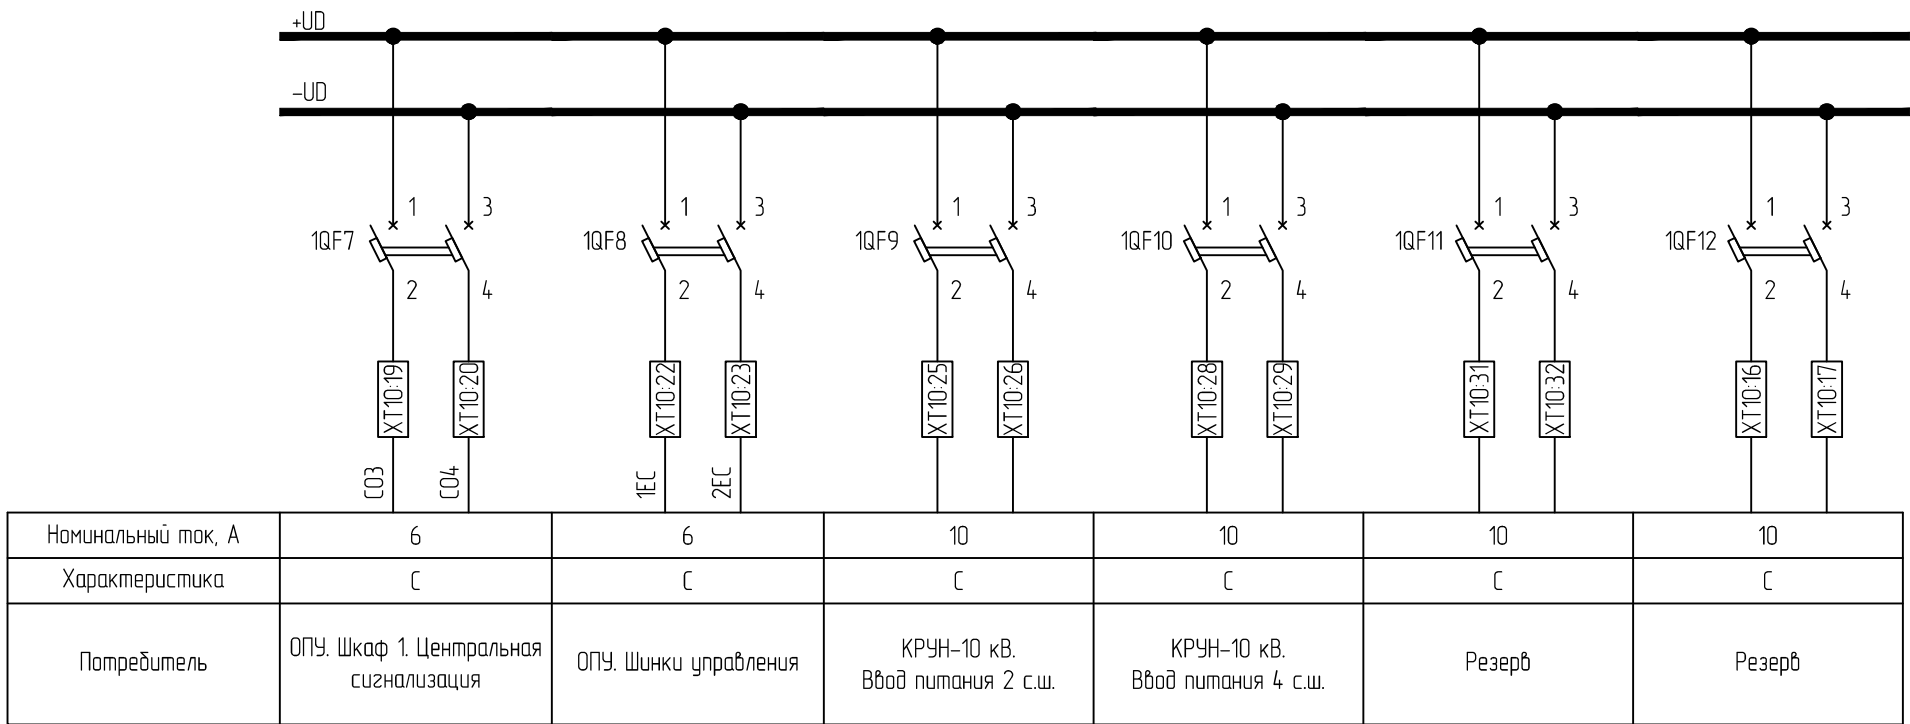 +UD
-UD
1 3 1 3 1 3 1 3 1 3 1 3
1QF7 1QF8 1QF9 1QF10 1QF11 1QF12
2 4 2 4 2 4 2 4 2 4 2 4
XT10:19 XT10:20 XT10:22 XT10:23 XT10:25 XT10:26 XT10:28 XT10:29 XT10:31 XT10:32 XT10:16 XT10:17
C03 C04 1EC 2EC
Номинальный ток, А 6 6 10 10 10 10
Характеристика C C C C C C
Потребитель
ОПУ. Шкаф 1. Центральная
сигнализация
ОПУ. Шинки управления
КРУН-10 кВ.
Ввод питания 2 с.ш.
КРУН-10 кВ.
Ввод питания 4 с.ш.
Резерв
Резерв